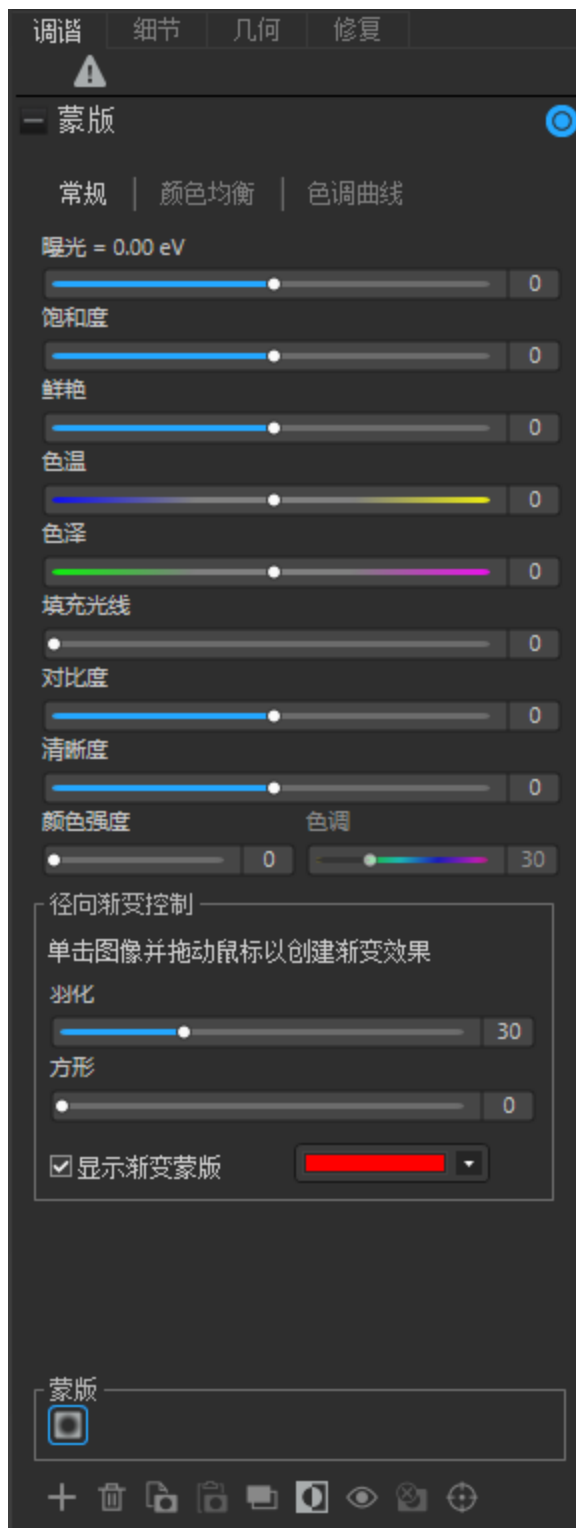 调谐 细节 几何 修复
蒙版
常规 | 颜色均衡 | 色调曲线
曝光 = 0.00 eV
0
饱和度
0
鲜艳
0
色温
0
色泽
0
填充光线
0
对比度
0
清晰度
0
颜色强度 色调
0 30
径向渐变控制
单击图像并拖动鼠标以创建渐变效果
羽化
30
方形
0
显示渐变蒙版
蒙版